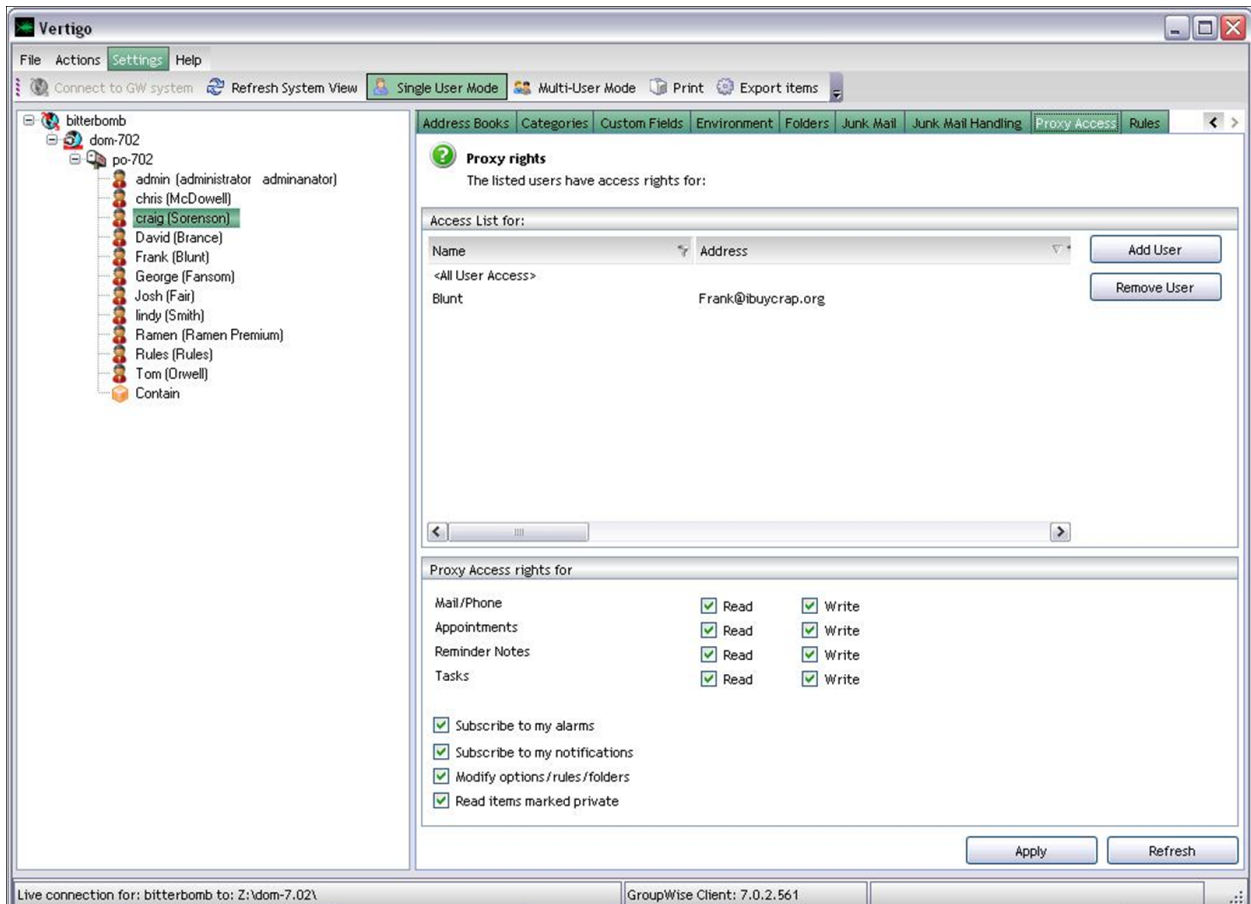 Vertigo
File Actions Settings Help
Connect to GW system Refresh System View Single User Mode Multi-User Mode Print Export items
bitterbomb
dom-702
po-702
admin (administrator adminanator)
chris (McDowell)
craig (Sorenson)
David (Brance)
Frank (Blunt)
George (Fansom)
Josh (Fair)
lindy (Smith)
Ramen (Ramen Premium)
Rules (Rules)
Tom (Orwell)
Contain
Address Books Categories Custom Fields Environment Folders Junk Mail Junk Mail Handling Proxy Access Rules
Proxy rights
The listed users have access rights for:
Access List for:
Name Address
<All User Access>
Blunt Frank@ibuycrap.org
Add User
Remove User
Proxy Access rights for
Mail/Phone Read Write
Appointments Read Write
Reminder Notes Read Write
Tasks Read Write
Subscribe to my alarms
Subscribe to my notifications
Modify options/rules/folders
Read items marked private
Apply Refresh
Live connection for: bitterbomb to: Z:\dom-7.02\ GroupWise Client: 7.0.2.561